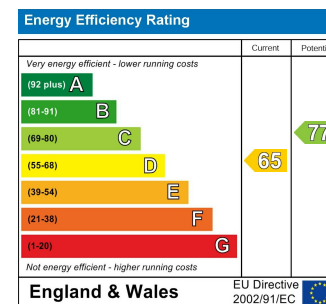 Energy Efficiency Rating
Current Potenti
Very energy efficient - lower running costs
(92 plus) A
(81-91) B
(69-80) C
77
(55-68) D
65
(39-54) E
(21-38) F
(1-20) G
Not energy efficient - higher running costs
England & Wales
EU Directive
2002/91/EC